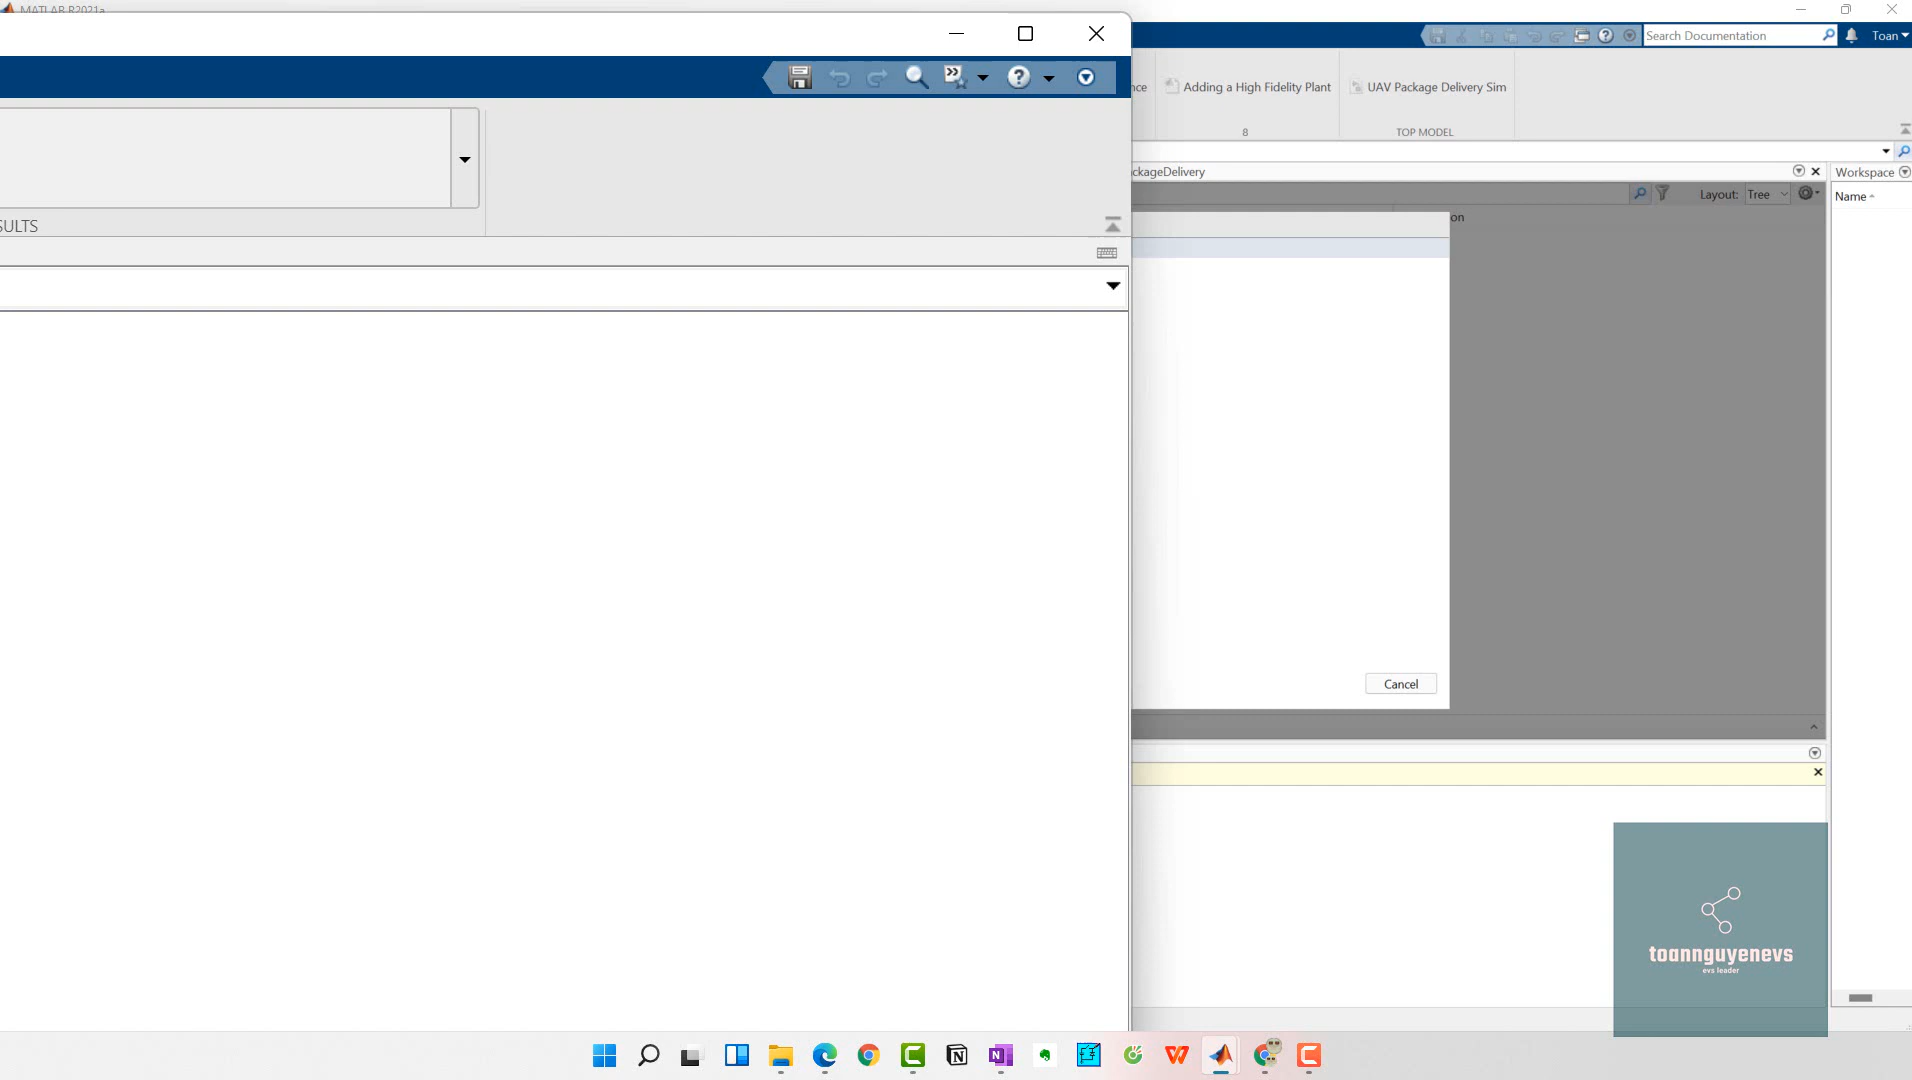 MATLAB R2021a
Search Documentation
Toan
nce
Adding a High Fidelity Plant
UAV Package Delivery Sim
8
TOP MODEL
ckageDelivery
Workspace
Layout:
Tree
Name
on
SULTS
Cancel
toannguyenevs
evs leader